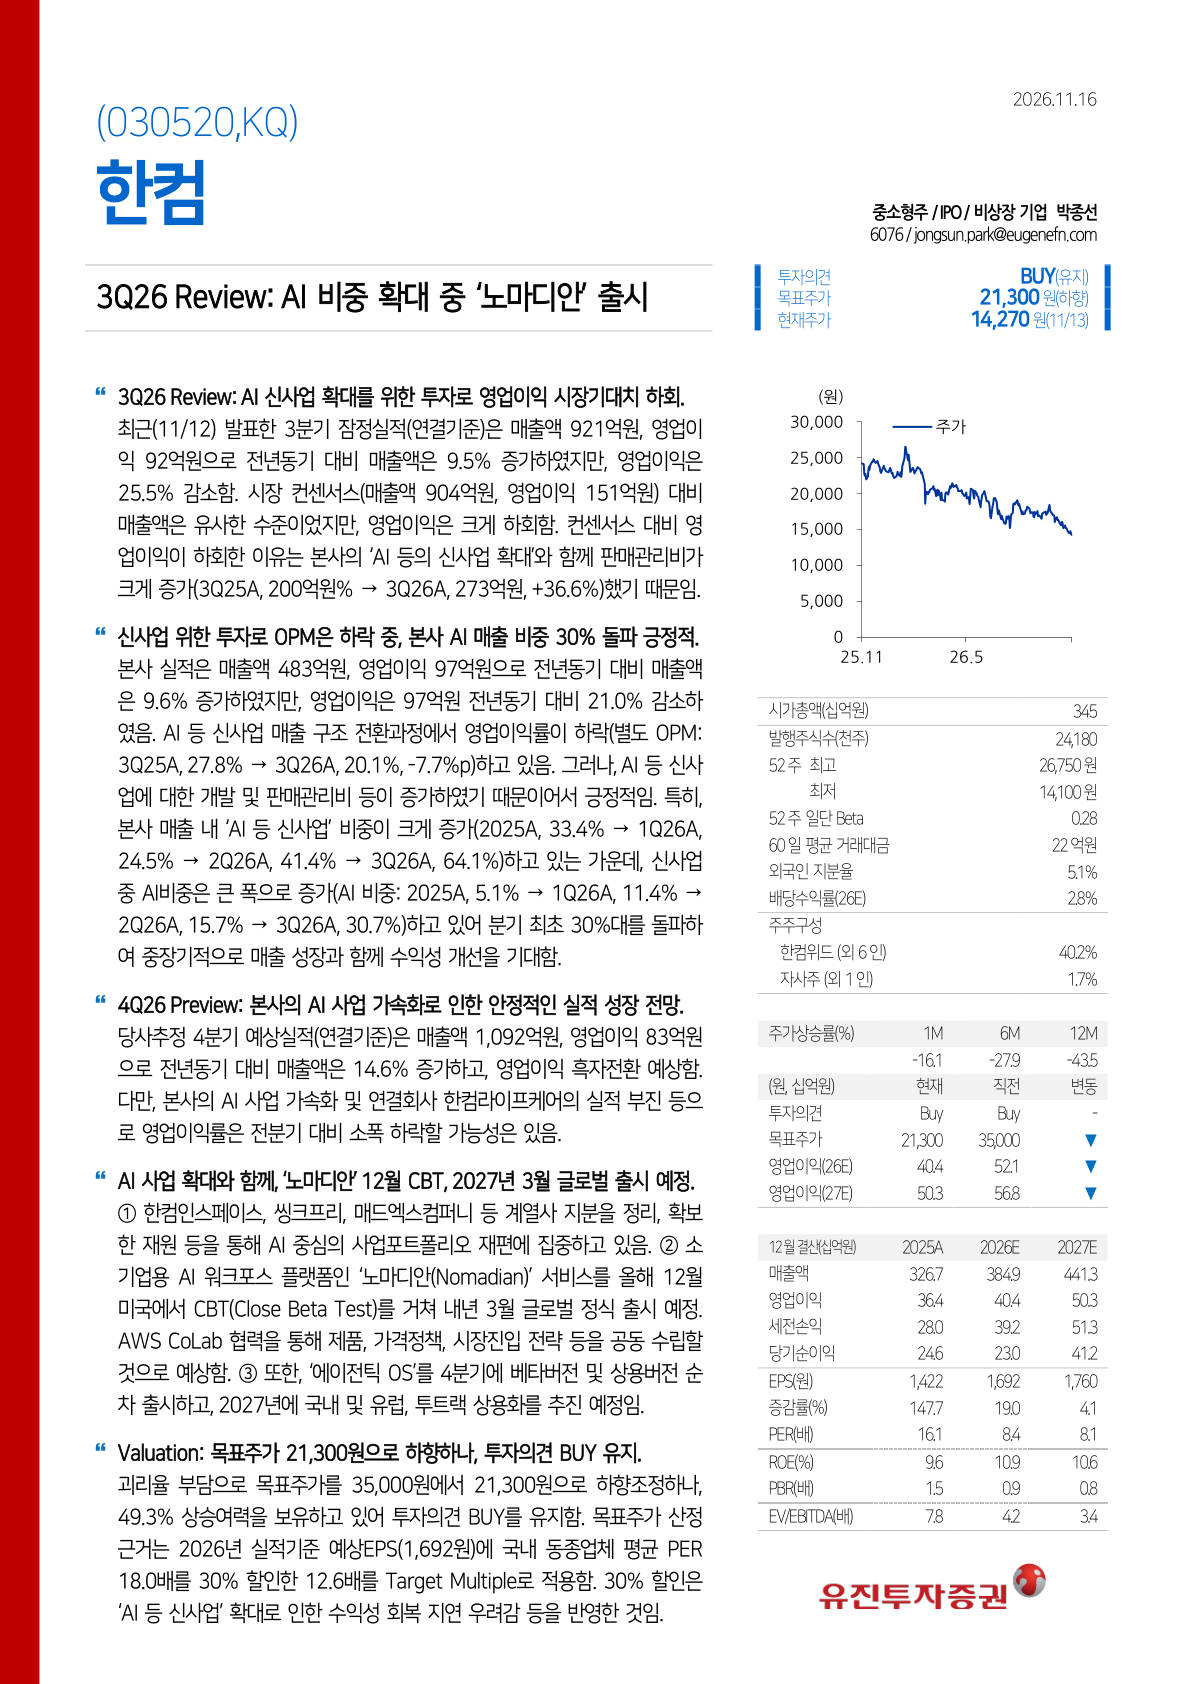 2026.11.16
(030520,KQ)
한컴
중소형주 / IPO / 비상장 기업 박종선
6076 / jongsun.park@eugenefn.com
3Q26 Review: AI 비중 확대 중 ‘노마디안’ 출시
투자의견 BUY(유지)
목표주가 21,300 원(하향)
현재주가 14,270 원(11/13)
“ 3Q26 Review: AI 신사업 확대를 위한 투자로 영업이익 시장기대치 하회.
최근(11/12) 발표한 3분기 잠정실적(연결기준)은 매출액 921억원, 영업이
익 92억원으로 전년동기 대비 매출액은 9.5% 증가하였지만, 영업이익은
25.5% 감소함. 시장 컨센서스(매출액 904억원, 영업이익 151억원) 대비
매출액은 유사한 수준이었지만, 영업이익은 크게 하회함. 컨센서스 대비 영
업이익이 하회한 이유는 본사의 ‘AI 등의 신사업 확대’와 함께 판매관리비가
크게 증가(3Q25A, 200억원% → 3Q26A, 273억원, +36.6%)했기 때문임.
“ 신사업 위한 투자로 OPM은 하락 중, 본사 AI 매출 비중 30% 돌파 긍정적.
본사 실적은 매출액 483억원, 영업이익 97억원으로 전년동기 대비 매출액
은 9.6% 증가하였지만, 영업이익은 97억원 전년동기 대비 21.0% 감소하
였음. AI 등 신사업 매출 구조 전환과정에서 영업이익률이 하락(별도 OPM:
3Q25A, 27.8% → 3Q26A, 20.1%, -7.7%p)하고 있음. 그러나, AI 등 신사
업에 대한 개발 및 판매관리비 등이 증가하였기 때문이어서 긍정적임. 특히,
본사 매출 내 ‘AI 등 신사업’ 비중이 크게 증가(2025A, 33.4% → 1Q26A,
24.5% → 2Q26A, 41.4% → 3Q26A, 64.1%)하고 있는 가운데, 신사업
중 AI비중은 큰 폭으로 증가(AI 비중: 2025A, 5.1% → 1Q26A, 11.4% →
2Q26A, 15.7% → 3Q26A, 30.7%)하고 있어 분기 최초 30%대를 돌파하
여 중장기적으로 매출 성장과 함께 수익성 개선을 기대함.
“ 4Q26 Preview: 본사의 AI 사업 가속화로 인한 안정적인 실적 성장 전망.
당사추정 4분기 예상실적(연결기준)은 매출액 1,092억원, 영업이익 83억원
으로 전년동기 대비 매출액은 14.6% 증가하고, 영업이익 흑자전환 예상함.
다만, 본사의 AI 사업 가속화 및 연결회사 한컴라이프케어의 실적 부진 등으
로 영업이익률은 전분기 대비 소폭 하락할 가능성은 있음.
“ AI 사업 확대와 함께, ‘노마디안’ 12월 CBT, 2027년 3월 글로벌 출시 예정.
① 한컴인스페이스, 씽크프리, 매드엑스컴퍼니 등 계열사 지분을 정리, 확보
한 재원 등을 통해 AI 중심의 사업포트폴리오 재편에 집중하고 있음. ② 소
기업용 AI 워크포스 플랫폼인 ‘노마디안(Nomadian)’ 서비스를 올해 12월
미국에서 CBT(Close Beta Test)를 거쳐 내년 3월 글로벌 정식 출시 예정.
AWS CoLab 협력을 통해 제품, 가격정책, 시장진입 전략 등을 공동 수립할
것으로 예상함. ③ 또한, ‘에이전틱 OS’를 4분기에 베타버전 및 상용버전 순
차 출시하고, 2027년에 국내 및 유럽, 투트랙 상용화를 추진 예정임.
“ Valuation: 목표주가 21,300원으로 하향하나, 투자의견 BUY 유지.
괴리율 부담으로 목표주가를 35,000원에서 21,300원으로 하향조정하나,
49.3% 상승여력을 보유하고 있어 투자의견 BUY를 유지함. 목표주가 산정
근거는 2026년 실적기준 예상EPS(1,692원)에 국내 동종업체 평균 PER
18.0배를 30% 할인한 12.6배를 Target Multiple로 적용함. 30% 할인은
‘AI 등 신사업’ 확대로 인한 수익성 회복 지연 우려감 등을 반영한 것임.
(원)
30,000
주가
25,000
20,000
15,000
10,000
5,000
0
25.11 26.5
시가총액(십억원) 345
발행주식수(천주) 24,180
52주 최고 26,750원
최저 14,100원
52주 일단 Beta 0.28
60일 평균 거래대금 22억원
외국인 지분율 5.1%
배당수익률(26E) 2.8%
주주구성
한컴위드 (외 6인) 40.2%
자사주 (외 1인) 1.7%
주가상승률(%) 1M 6M 12M
-16.1 -27.9 -43.5
(원, 십억원) 현재 직전 변동
투자의견 Buy Buy -
목표주가 21,300 35,000 ▼
영업이익(26E) 40.4 52.1 ▼
영업이익(27E) 50.3 56.8 ▼
12월 결산(십억원) 2025A 2026E 2027E
매출액 326.7 384.9 441.3
영업이익 36.4 40.4 50.3
세전손익 28.0 39.2 51.3
당기순이익 24.6 23.0 41.2
EPS(원) 1,422 1,692 1,760
증감률(%) 147.7 19.0 4.1
PER(배) 16.1 8.4 8.1
ROE(%) 9.6 10.9 10.6
PBR(배) 1.5 0.9 0.8
EV/EBITDA(배) 7.8 4.2 3.4
유진투자증권